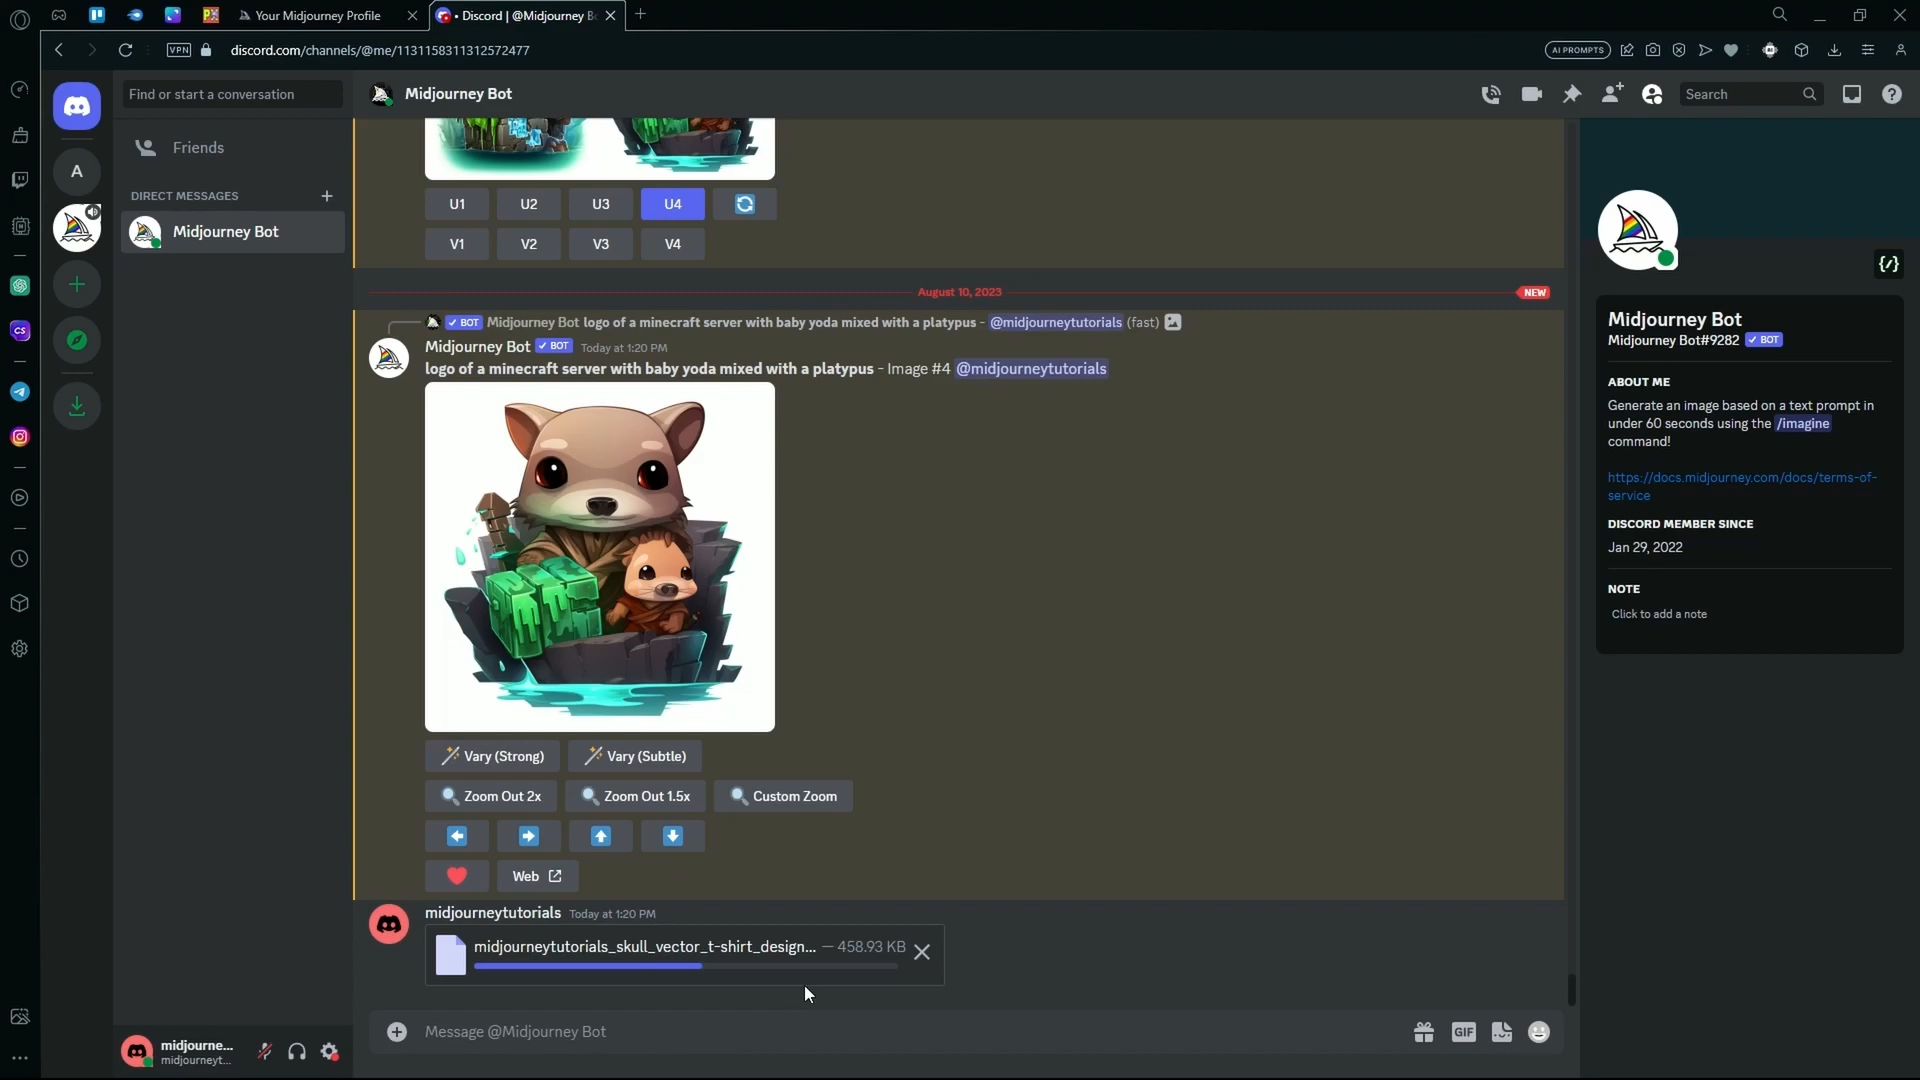 Your Midjourney Profile
• Discord | @Midjourney B
VPN
discord.com/channels/@me/1131158311312572477
AI PROMPTS
Find or start a conversation
Midjourney Bot
Search
Friends
A
DIRECT MESSAGES
Midjourney Bot
CS
U1 U2 U3 U4
V1 V2 V3 V4
August 10, 2023
NEW
BOT Midjourney Bot logo of a minecraft server with baby yoda mixed with a platypus - @midjourneytutorials (fast)
Midjourney Bot BOT Today at 1:20 PM
logo of a minecraft server with baby yoda mixed with a platypus - Image #4 @midjourneytutorials
Vary (Strong) Vary (Subtle)
Zoom Out 2x Zoom Out 1.5x Custom Zoom
Web
midjourneytutorials Today at 1:20 PM
midjourneytutorials_skull_vector_t-shirt_design... — 458.93 KB
Message @Midjourney Bot
GIF
midjourne...
midjourneyt...
Midjourney Bot
Midjourney Bot#9282 BOT
ABOUT ME
Generate an image based on a text prompt in
under 60 seconds using the /imagine
command!
https://docs.midjourney.com/docs/terms-of-
service
DISCORD MEMBER SINCE
Jan 29, 2022
NOTE
Click to add a note